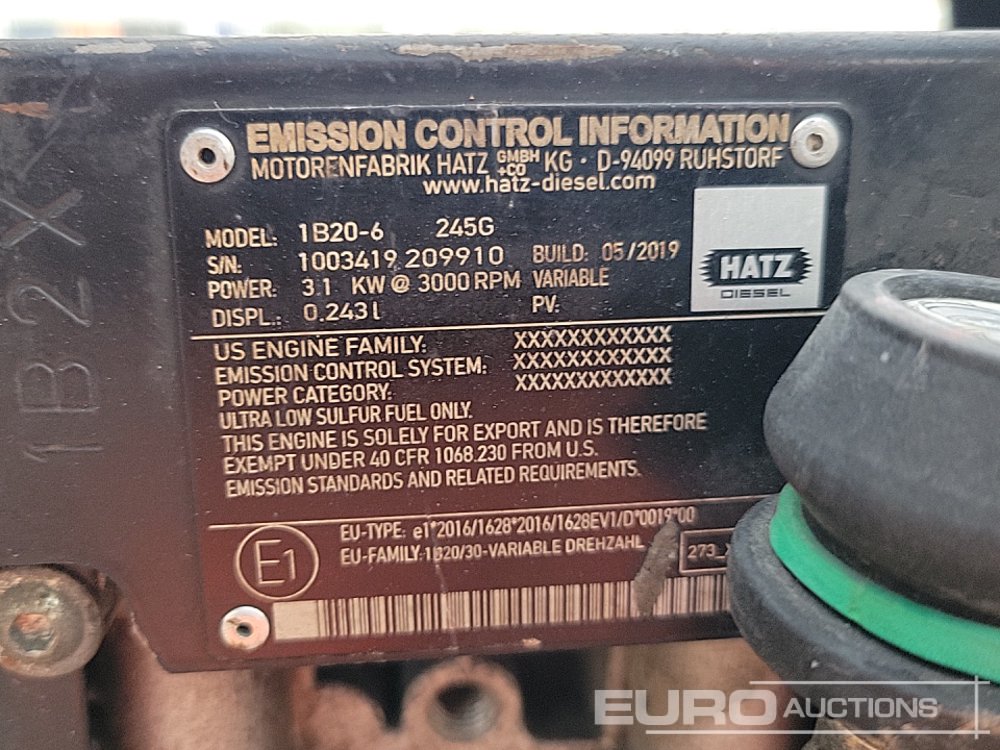 1B2X
EMISSION CONTROL INFORMATION
MOTORENFABRIK HATZ GMBH +CO KG · D-94099 RUHSTORF
www.hatz-diesel.com
MODEL: 1B20-6 245G
S/N: 1003419 209910 BUILD: 05/2019
POWER: 3.1 KW @ 3000 RPM VARIABLE
DISPL.: 0.243 l PV:
HATZ
DIESEL
US ENGINE FAMILY: XXXXXXXXXXXX
EMISSION CONTROL SYSTEM: XXXXXXXXXXXX
POWER CATEGORY: XXXXXXXXXXXX
ULTRA LOW SULFUR FUEL ONLY.
THIS ENGINE IS SOLELY FOR EXPORT AND IS THEREFORE
EXEMPT UNDER 40 CFR 1068.230 FROM U.S.
EMISSION STANDARDS AND RELATED REQUIREMENTS.
E1
EU-TYPE: e1*2016/1628*2016/1628EV1/D*0019*00
EU-FAMILY: 1B20/30-VARIABLE DREHZAHL
EURO AUCTIONS